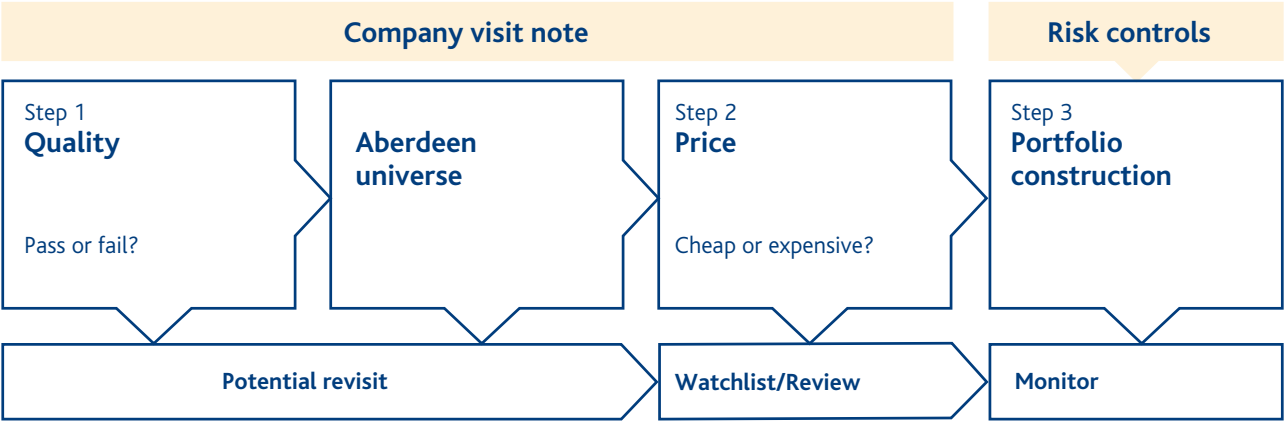 Company visit note
Risk controls
Step 1
Quality
Pass or fail?
Aberdeen
universe
Step 2
Price
Cheap or expensive?
Step 3
Portfolio
construction
Potential revisit
Watchlist/Review
Monitor